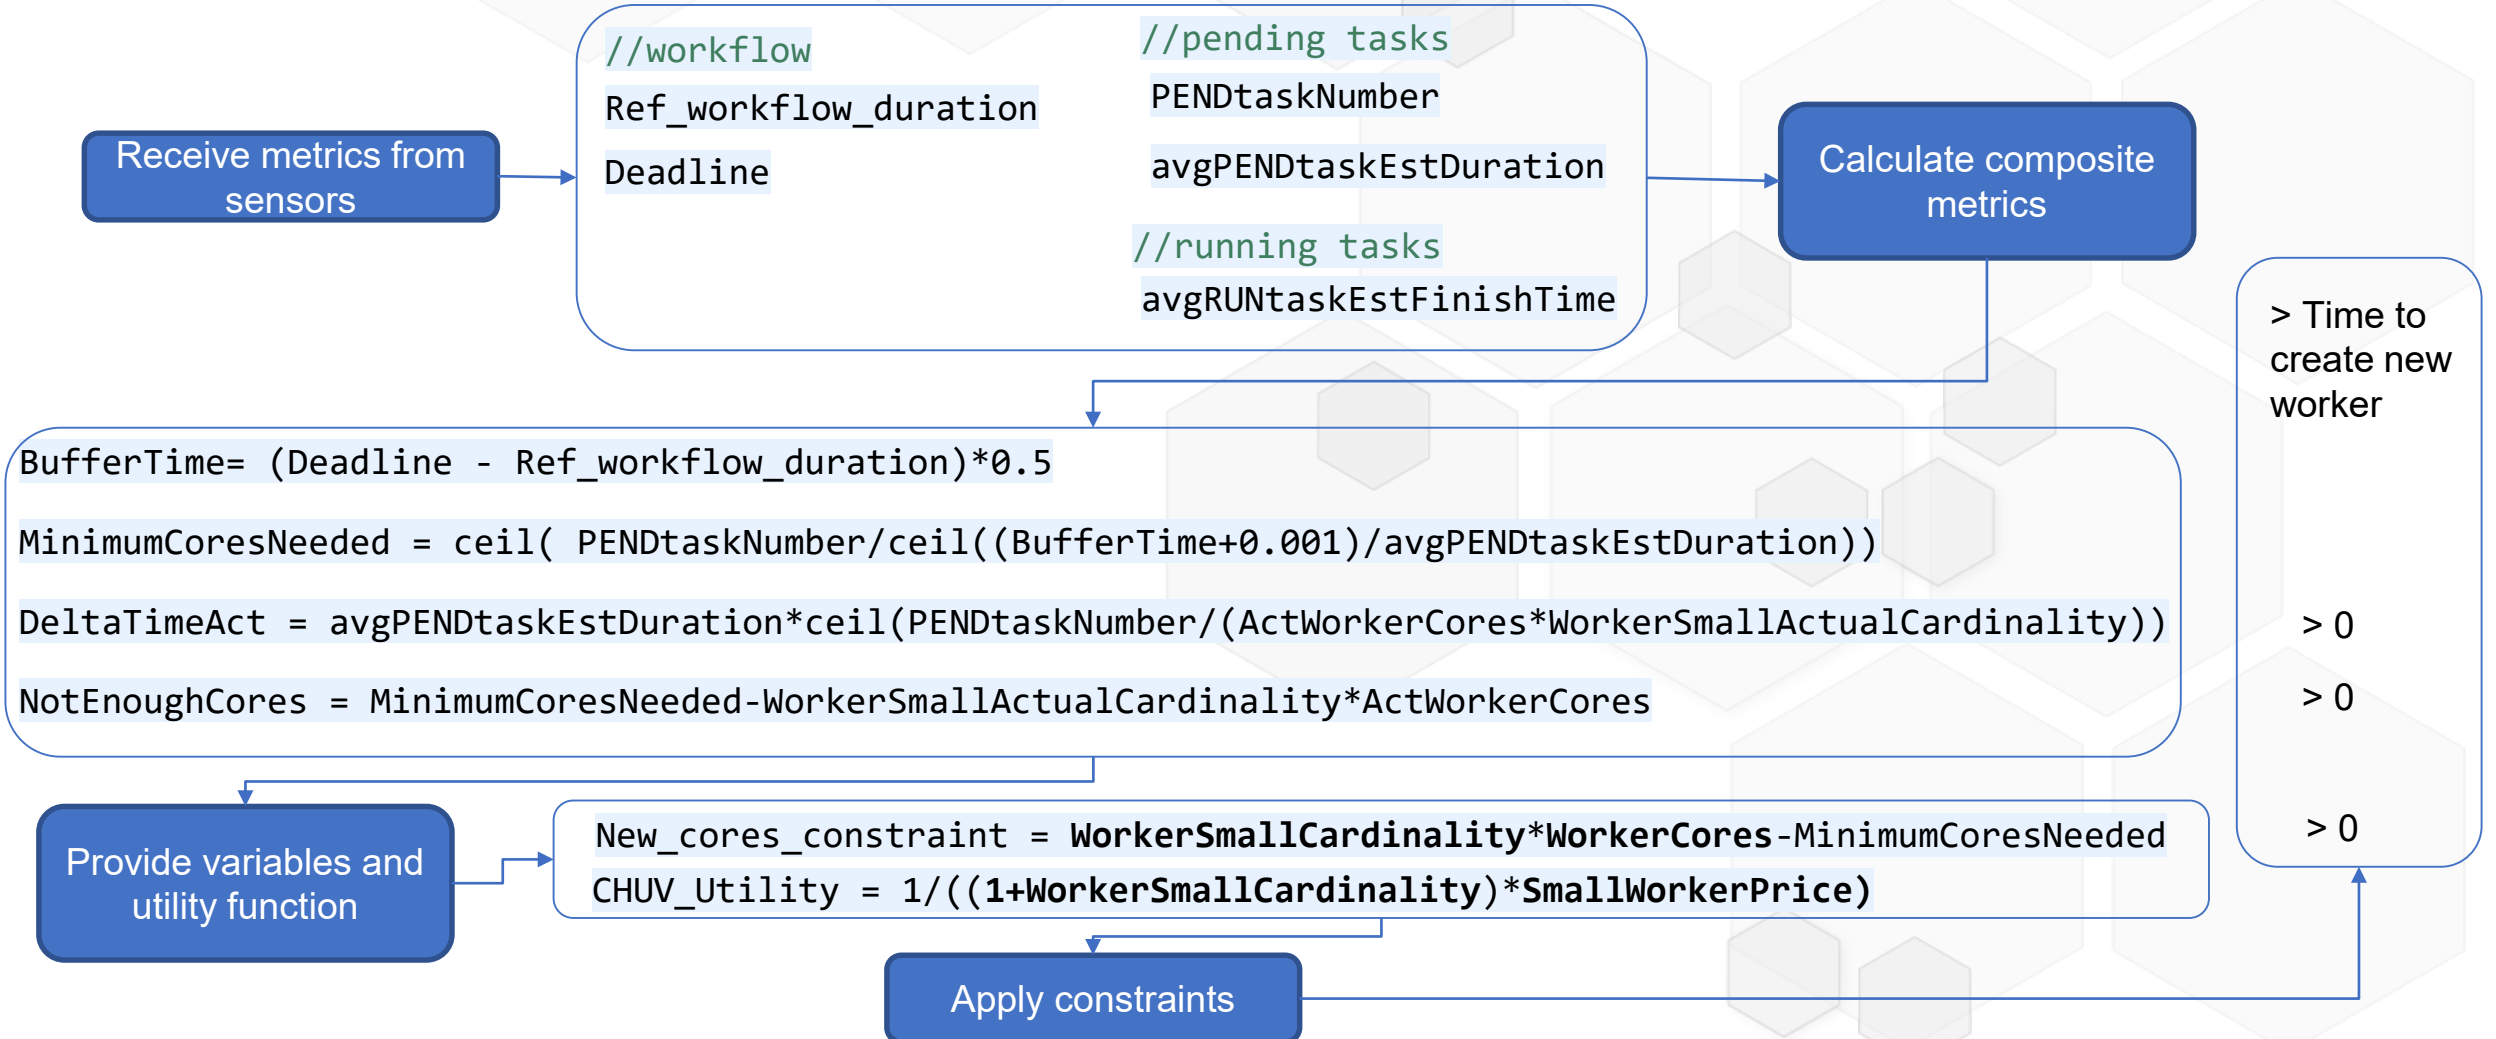 Receive metrics from
sensors
//workflow
Ref_workflow_duration
Deadline
//pending tasks
PENDtaskNumber
avgPENDtaskEstDuration
//running tasks
avgRUNtaskEstFinishTime
Calculate composite
metrics
BufferTime= (Deadline - Ref_workflow_duration)*0.5
MinimumCoresNeeded = ceil( PENDtaskNumber/ceil((BufferTime+0.001)/avgPENDtaskEstDuration))
DeltaTimeAct = avgPENDtaskEstDuration*ceil(PENDtaskNumber/(ActWorkerCores*WorkerSmallActualCardinality))
NotEnoughCores = MinimumCoresNeeded-WorkerSmallActualCardinality*ActWorkerCores
Provide variables and
utility function
New_cores_constraint = WorkerSmallCardinality*WorkerCores-MinimumCoresNeeded
CHUV_Utility = 1/((1+WorkerSmallCardinality)*SmallWorkerPrice)
Apply constraints
> Time to
create new
worker
> 0
> 0
> 0